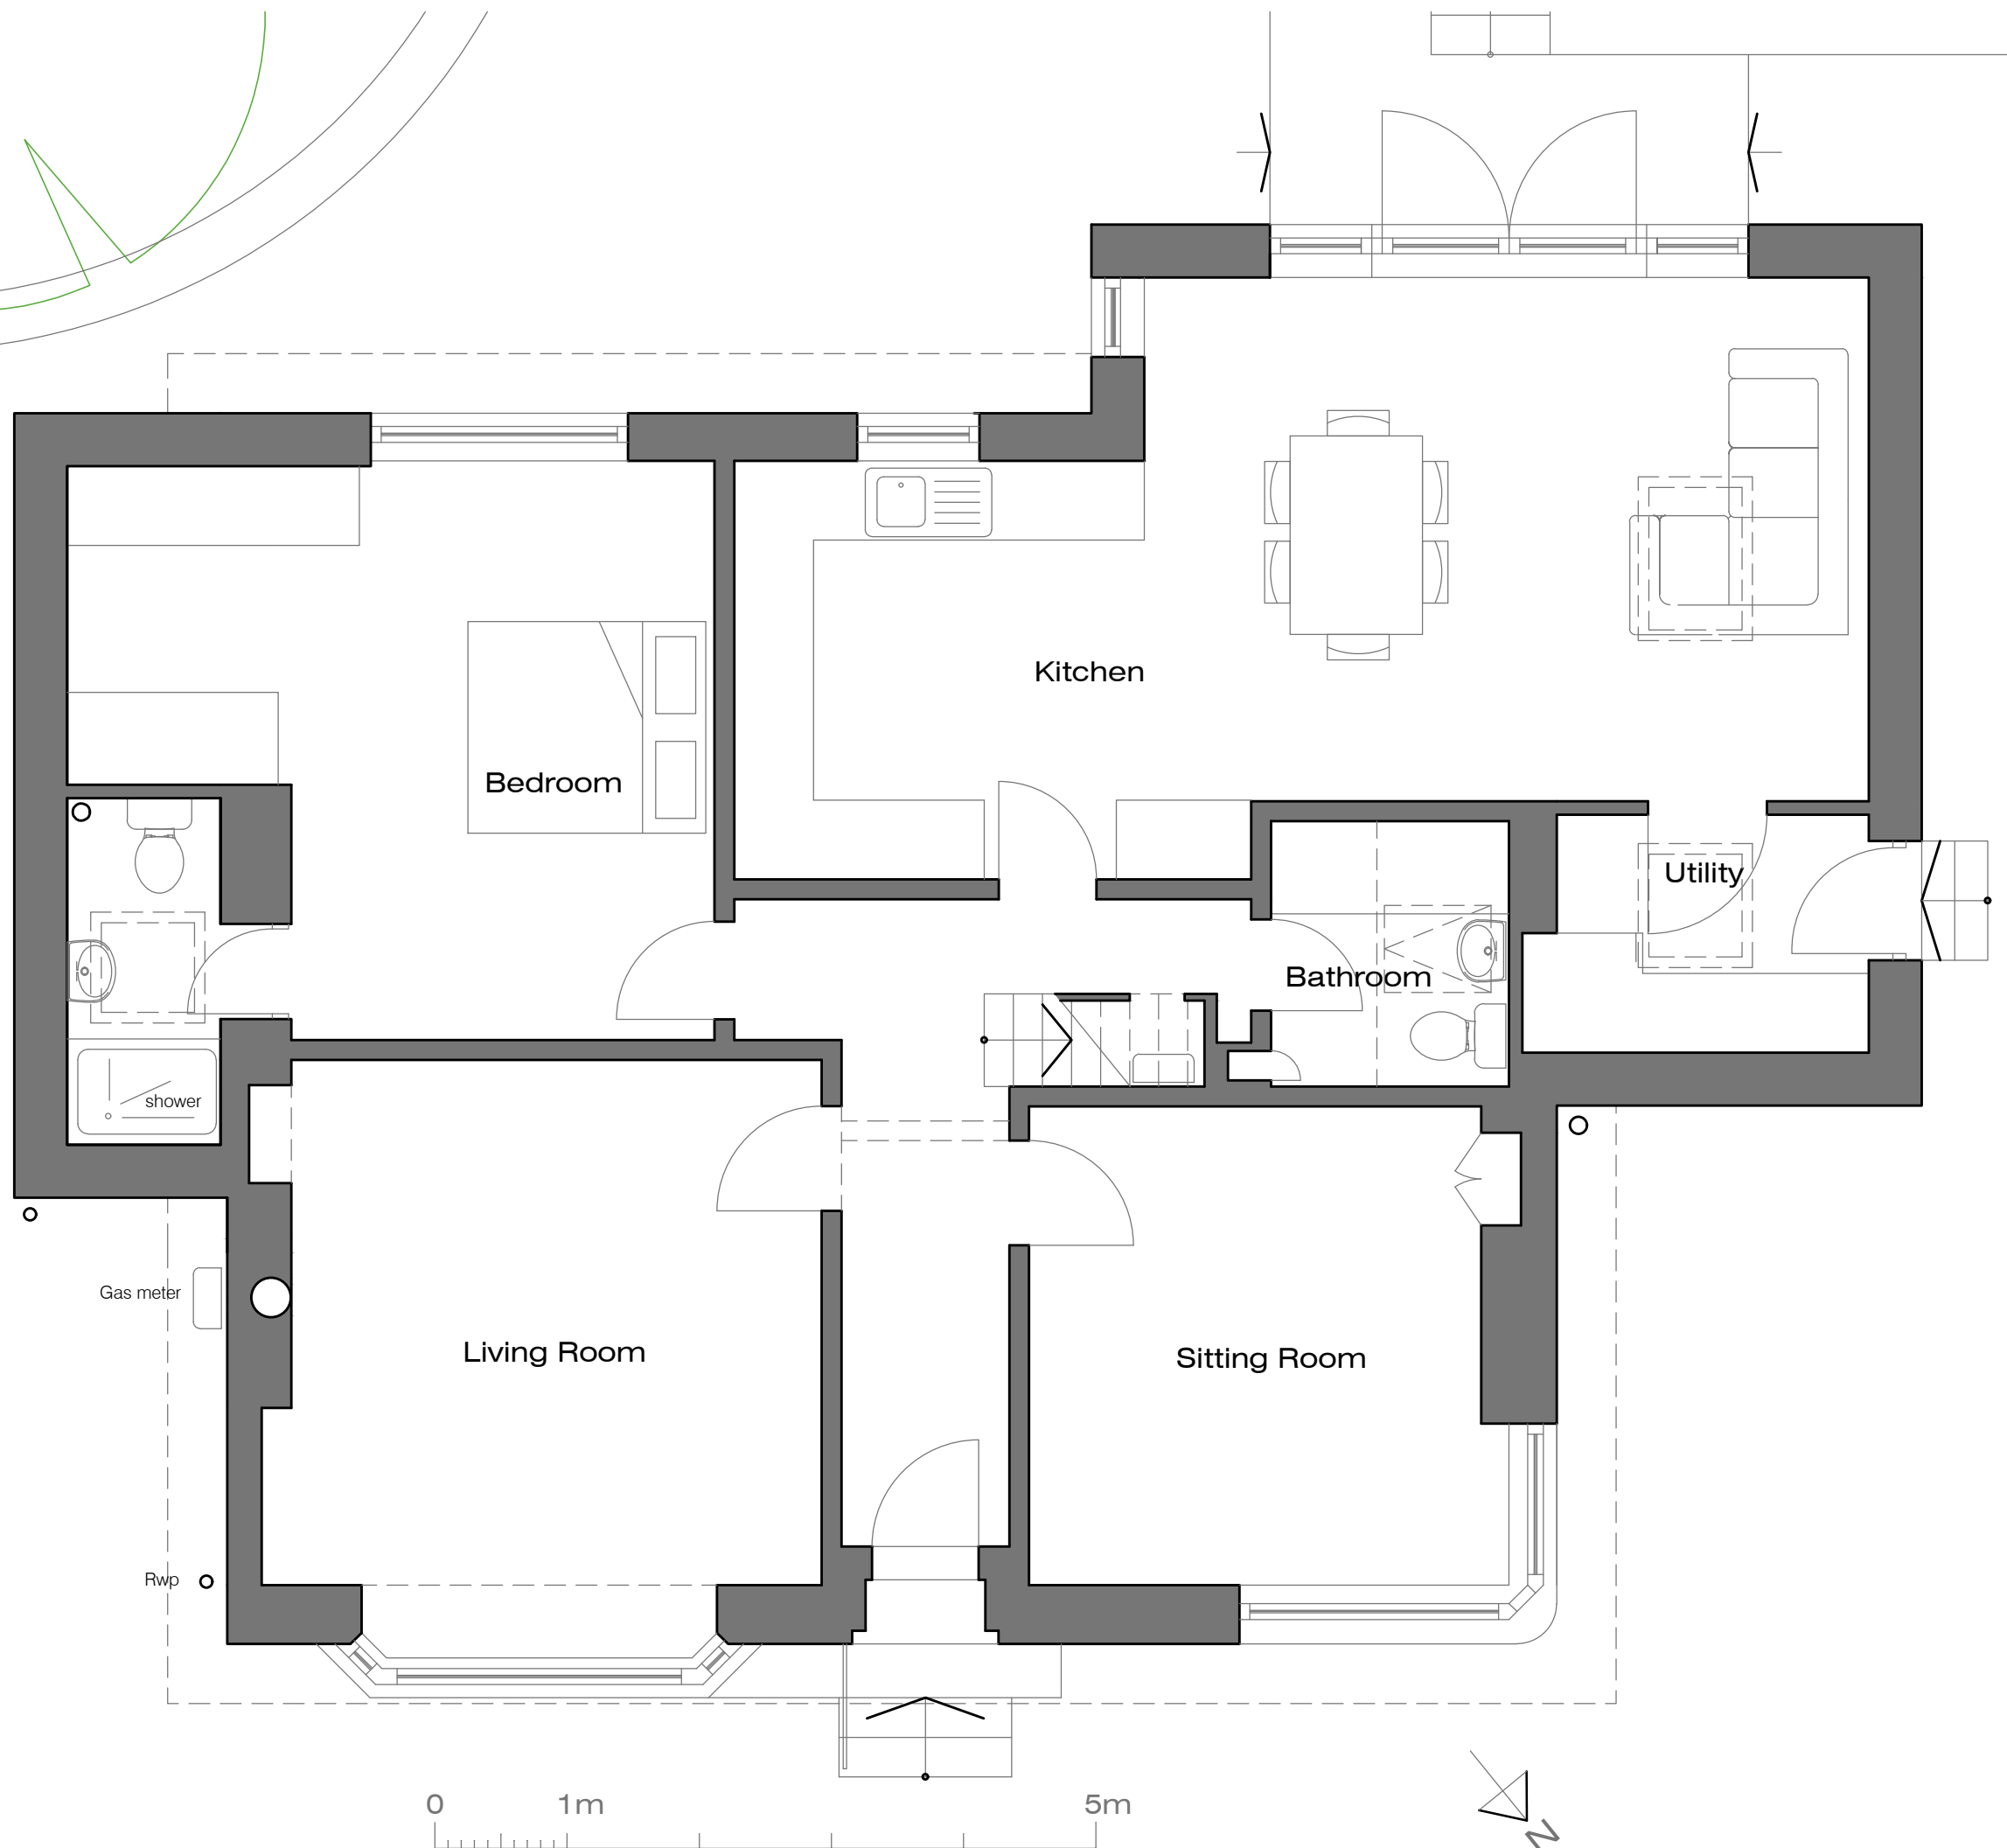 Kitchen
Bedroom
Utility
Bathroom
shower
Gas meter
Living Room
Sitting Room
Rwp
0 1m 5m
N